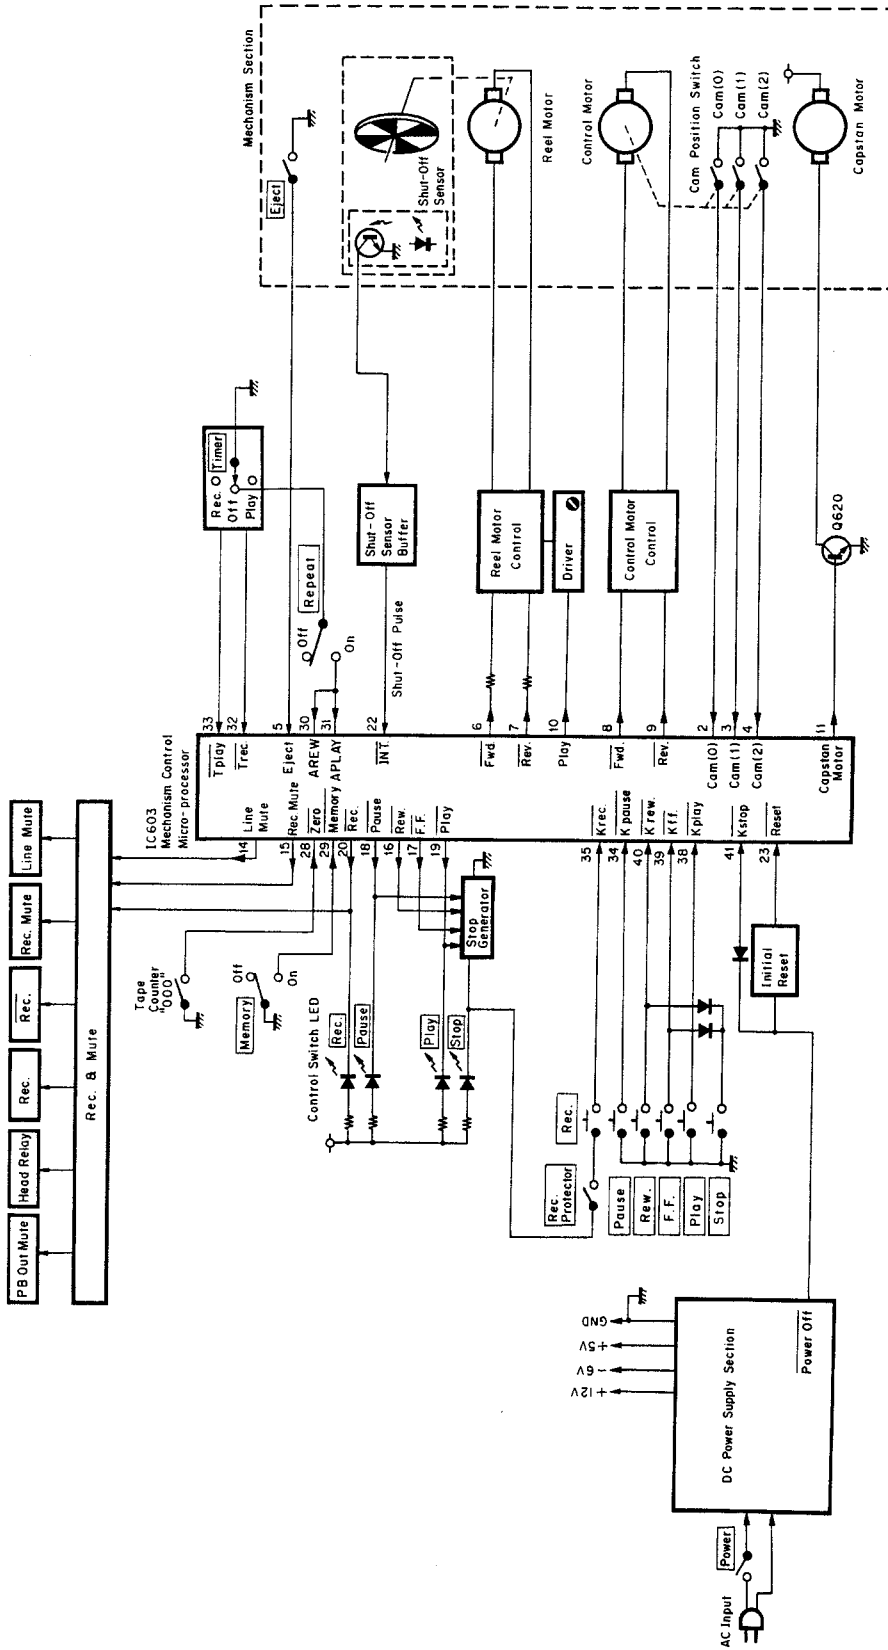 PB Out Mute
Head Relay
Rec.
Rec.
Rec. Mute
Line Mute
Rec. & Mute
Tape
Counter
"000"
Memory
Off
On
Control Switch LED
Rec.
Pause
Play
Stop
Stop
Generator
IC603
Mechanism Control
Micro-processor
14
Line
Mute
15
Rec Mute
28
Zero
29
Memory
20
Rec.
18
Pause
16
Rew.
17
F.F.
19
Play
35
Krec.
34
K pause
40
K rew.
39
Kff.
38
Kplay
41
Kstop
23
Reset
33
Tplay
32
Trec.
5
Eject
30
AREW
31
APLAY
22
INT.
6
Fwd.
7
Rev.
10
Play
8
Fwd.
9
Rev.
2
Cam(0)
3
Cam(1)
4
Cam(2)
11
Capstan
Motor
Rec.
Off
Play
Timer
Repeat
Off
On
Shut-Off Pulse
Shut-Off
Sensor
Buffer
Reel Motor
Control
Driver
Control Motor
Control
Q620
Mechanism Section
Eject
Shut-Off
Sensor
Reel Motor
Control Motor
Cam Position Switch
Cam(0)
Cam(1)
Cam(2)
Capstan Motor
Rec.
Protector
Rec.
Pause
Rew.
F.F.
Play
Stop
Initial
Reset
AC Input
Power
DC Power Supply Section
Power Off
+12V
-6V
+5V
GND